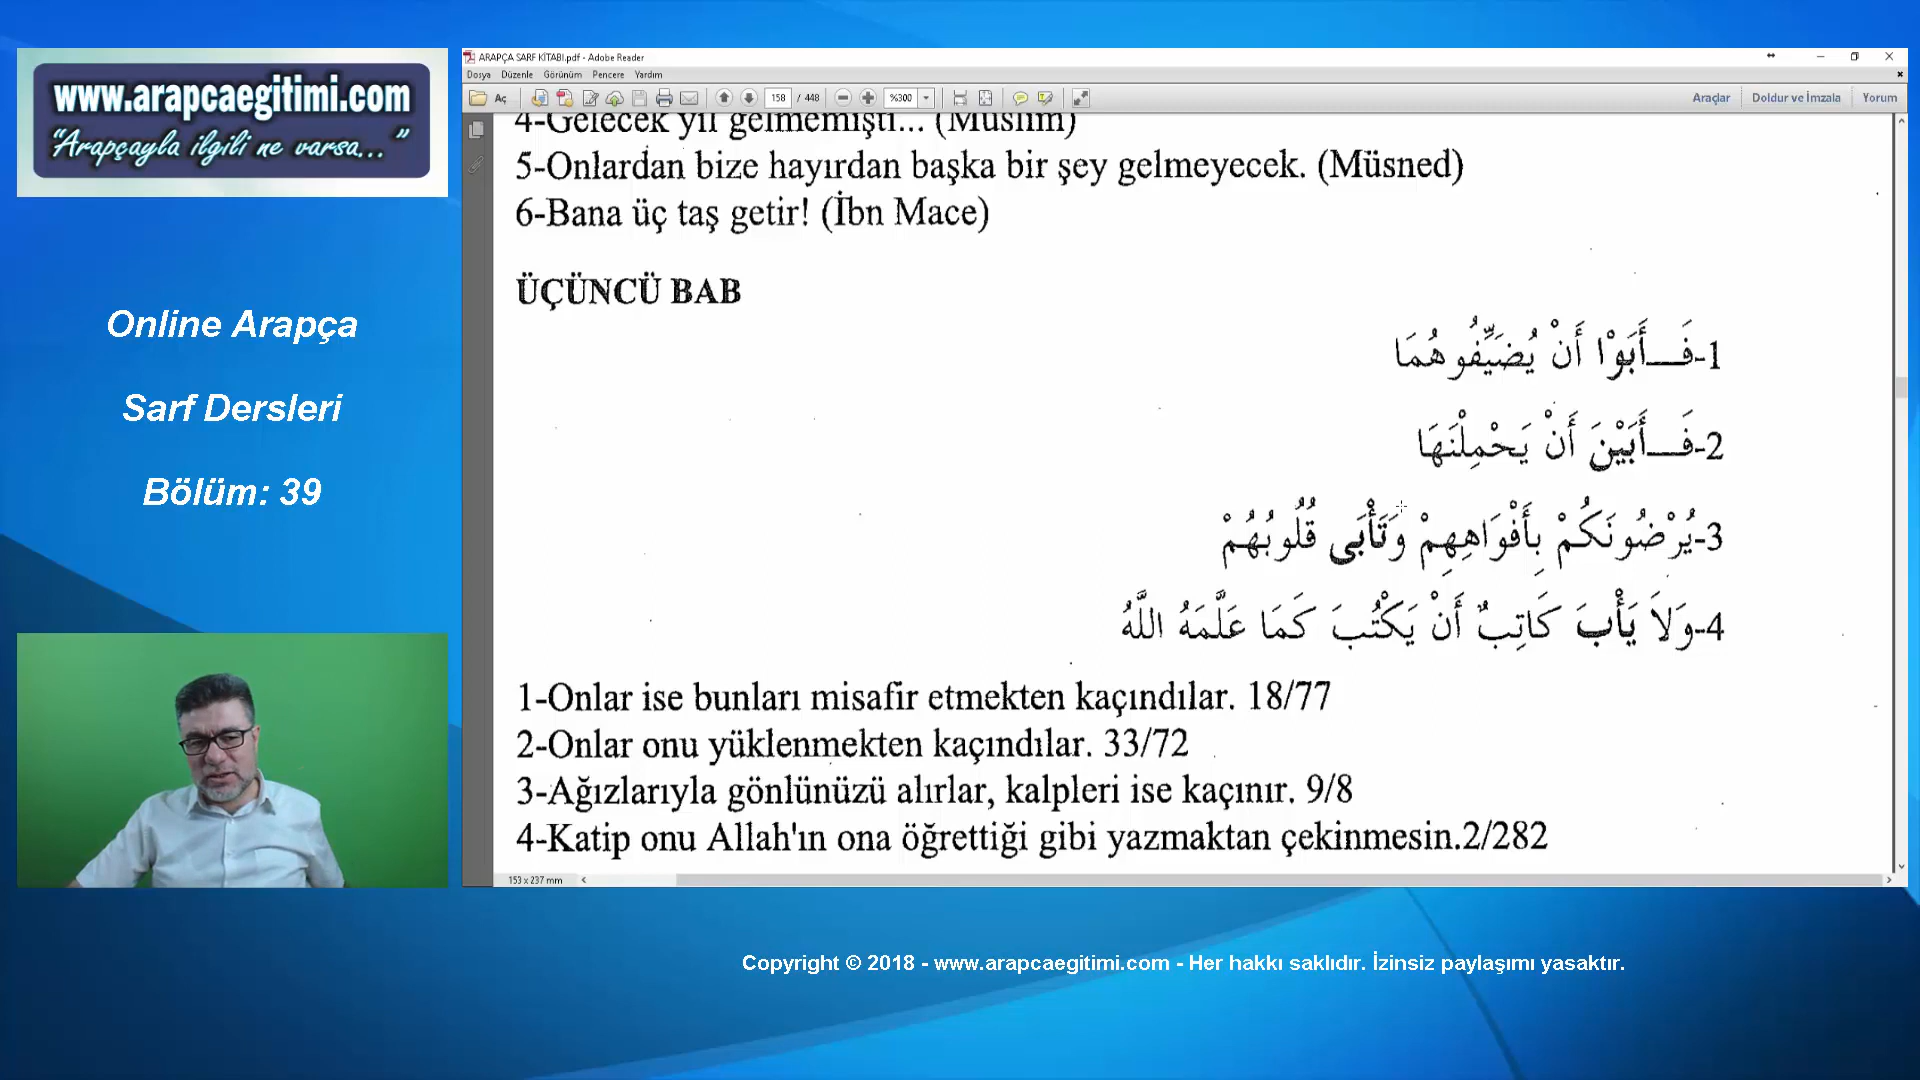 www.arapcaegitimi.com
“Arapçayla ilgili ne varsa...”
Online Arapça
Sarf Dersleri
Bölüm: 39
ARAPÇA SARF KİTABI.pdf - Adobe Reader
Dosya Düzenle Görünüm Pencere Yardım
Aç 158 / 448 %300 Araçlar Doldur ve İmzala Yorum
4-Gelecek yıl gelmemişti... (Müslim)
5-Onlardan bize hayırdan başka bir şey gelmeyecek. (Müsned)
6-Bana üç taş getir! (İbn Mace)
ÜÇÜNCÜ BAB
1-فَـــأَبَوْا أَنْ يُضَيِّفُوهُمَا
2-فَـــأَبَيْنَ أَنْ يَحْمِلْنَهَا
3-يُرْضُونَكُمْ بِأَفْوَاهِهِمْ وَتَأْبَى قُلُوبُهُمْ
4-وَلاَ يَأْبَ كَاتِبٌ أَنْ يَكْتُبَ كَمَا عَلَّمَهُ اللَّهُ
1-Onlar ise bunları misafir etmekten kaçındılar. 18/77
2-Onlar onu yüklenmekten kaçındılar. 33/72
3-Ağızlarıyla gönlünüzü alırlar, kalpleri ise kaçınır. 9/8
4-Katip onu Allah'ın ona öğrettiği gibi yazmaktan çekinmesin.2/282
153 x 237 mm
Copyright © 2018 - www.arapcaegitimi.com - Her hakkı saklıdır. İzinsiz paylaşımı yasaktır.